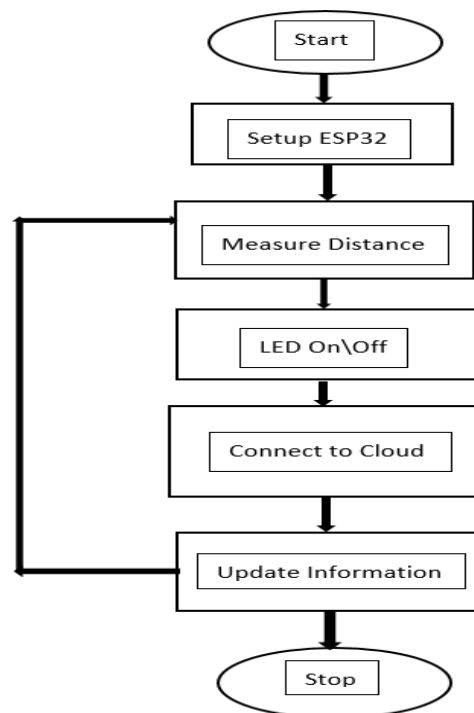 Start
Setup ESP32
Measure Distance
LED On\Off
Connect to Cloud
Update Information
Stop